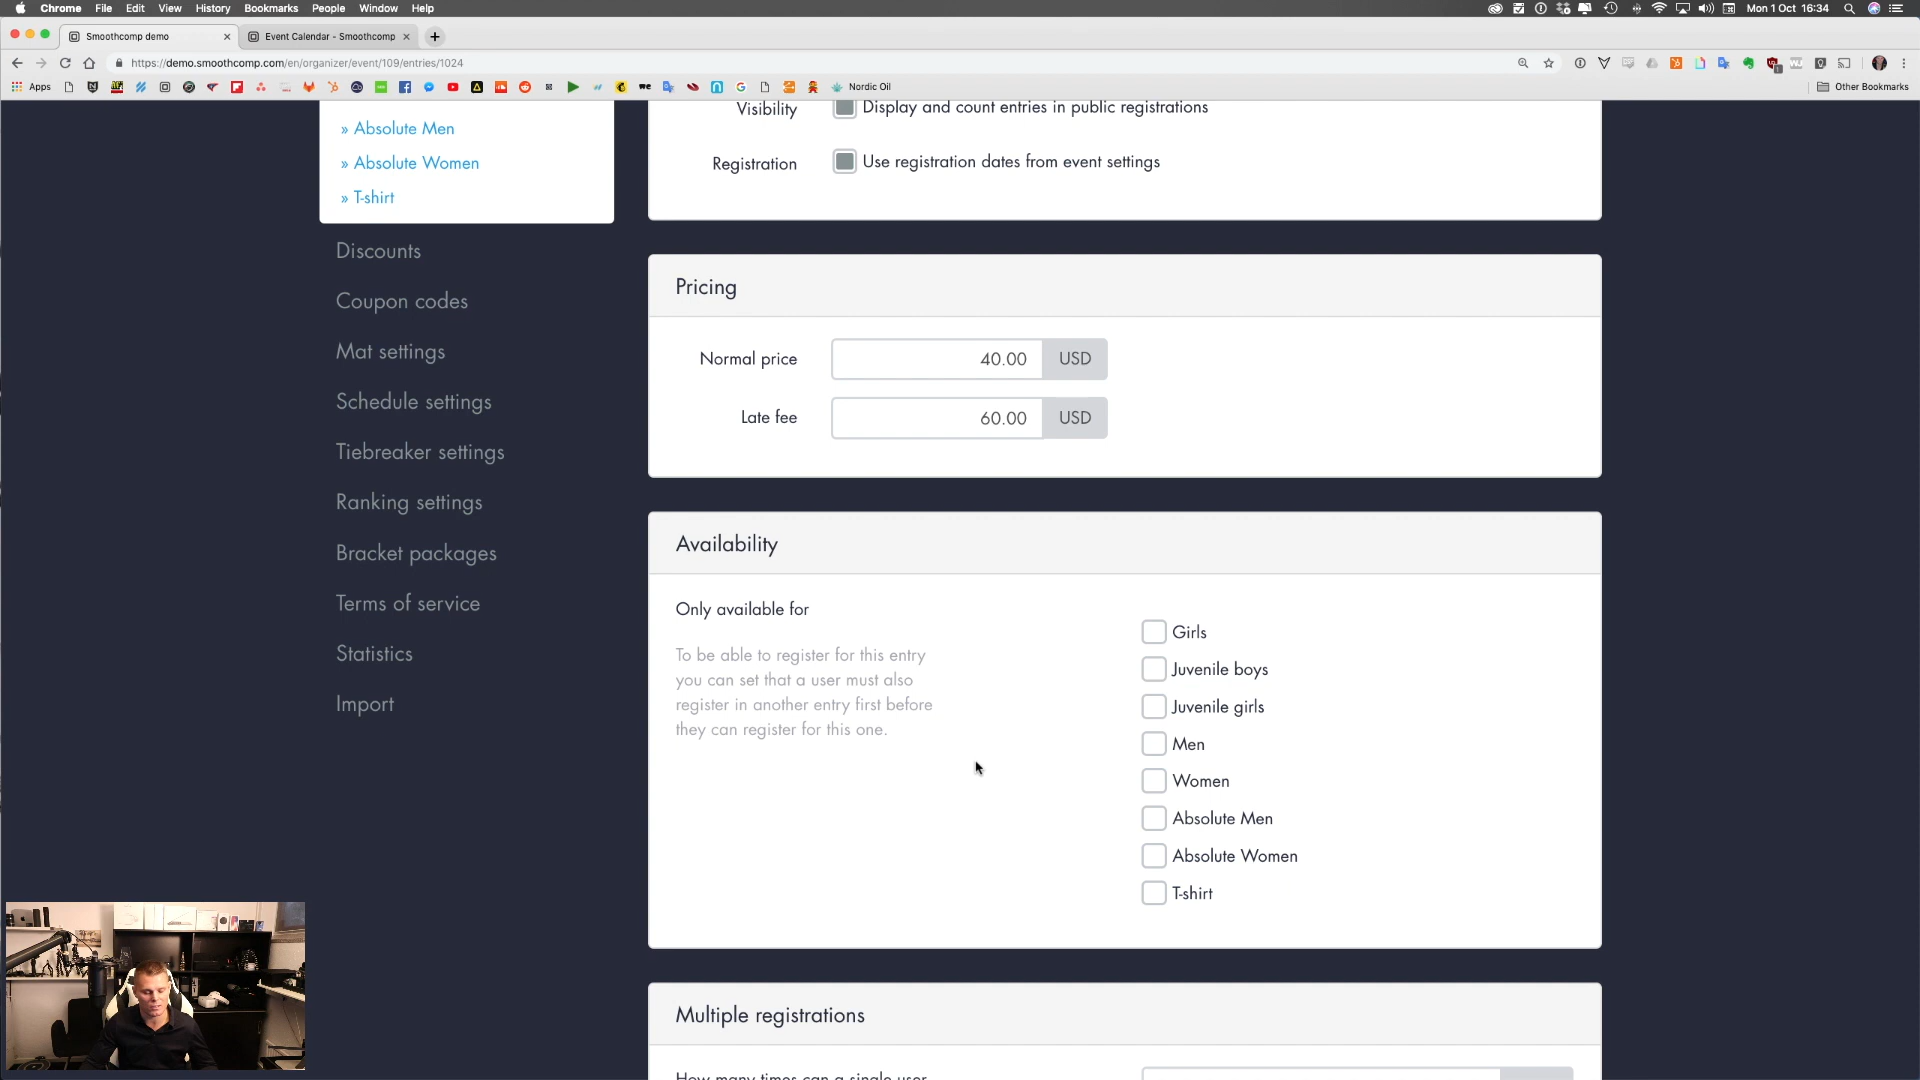 Chrome File Edit View History Bookmarks People Window Help
Mon 1 Oct 16:34
Smoothcomp demo
Event Calendar - Smoothcomp
https://demo.smoothcomp.com/en/organizer/event/109/entries/1024
Apps
Nordic Oil
Other Bookmarks
» Absolute Men
» Absolute Women
» T-shirt
Discounts
Coupon codes
Mat settings
Schedule settings
Tiebreaker settings
Ranking settings
Bracket packages
Terms of service
Statistics
Import
Visibility
Display and count entries in public registrations
Registration
Use registration dates from event settings
Pricing
Normal price
40.00 USD
Late fee
60.00 USD
Availability
Only available for
To be able to register for this entry
you can set that a user must also
register in another entry first before
they can register for this one.
Girls
Juvenile boys
Juvenile girls
Men
Women
Absolute Men
Absolute Women
T-shirt
Multiple registrations
How many times can a single user